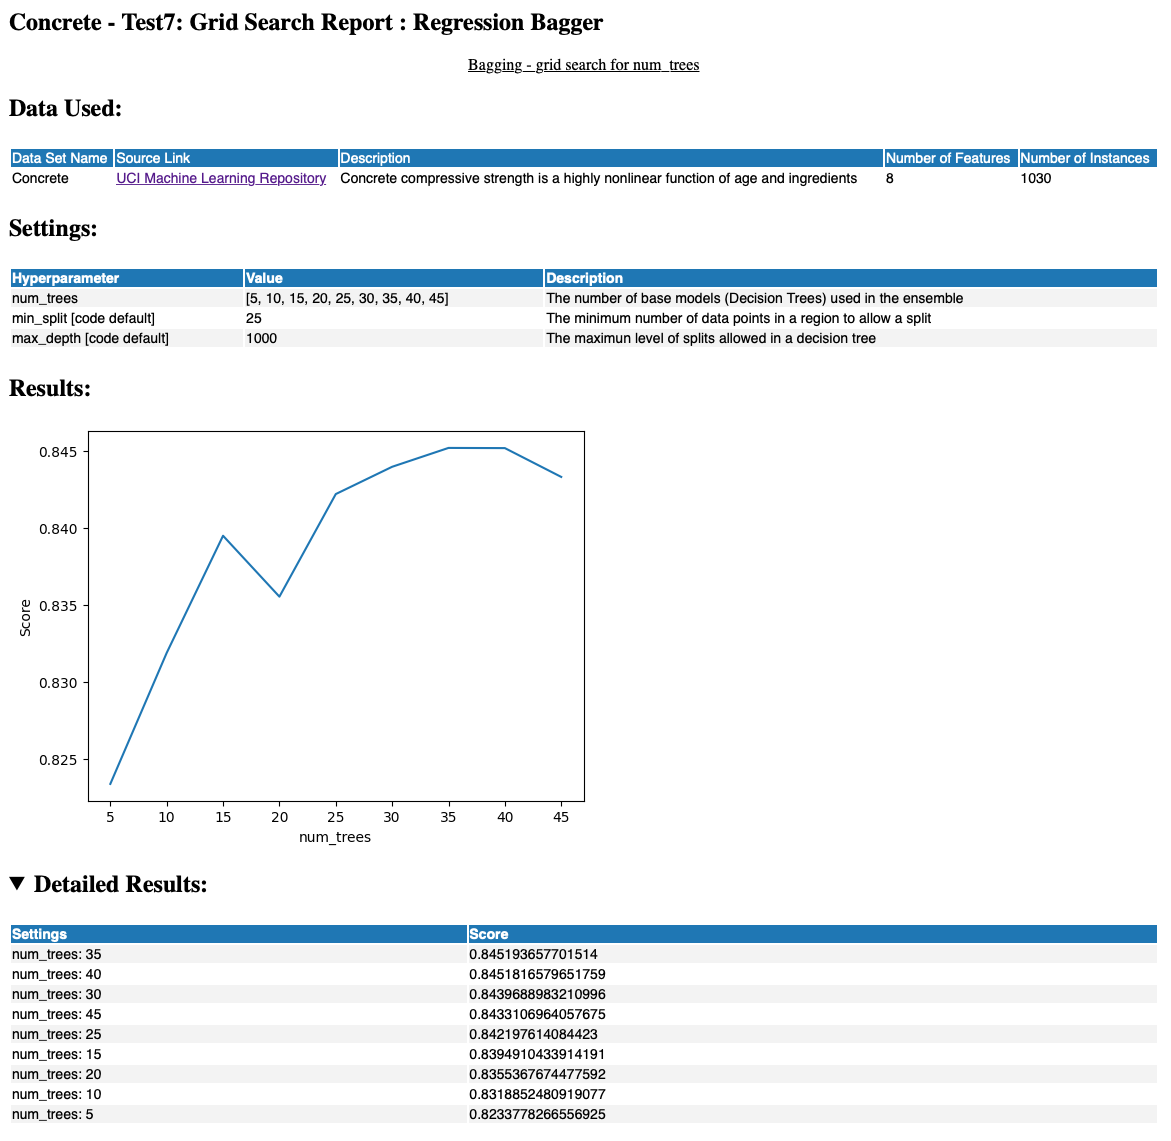 Concrete - Test7: Grid Search Report : Regression Bagger
Bagging - grid search for num_trees
Data Used:
Data Set Name Source Link Description Number of Features Number of Instances
Concrete UCI Machine Learning Repository Concrete compressive strength is a highly nonlinear function of age and ingredients 8 1030
Settings:
Hyperparameter Value Description
num_trees [5, 10, 15, 20, 25, 30, 35, 40, 45] The number of base models (Decision Trees) used in the ensemble
min_split [code default] 25 The minimum number of data points in a region to allow a split
max_depth [code default] 1000 The maximun level of splits allowed in a decision tree
Results:
0.845
0.840
0.835
0.830
0.825
Score
5 10 15 20 25 30 35 40 45
num_trees
▼ Detailed Results:
Settings Score
num_trees: 35 0.845193657701514
num_trees: 40 0.8451816579651759
num_trees: 30 0.8439688983210996
num_trees: 45 0.8433106964057675
num_trees: 25 0.842197614084423
num_trees: 15 0.8394910433914191
num_trees: 20 0.8355367674477592
num_trees: 10 0.8318852480919077
num_trees: 5 0.8233778266556925